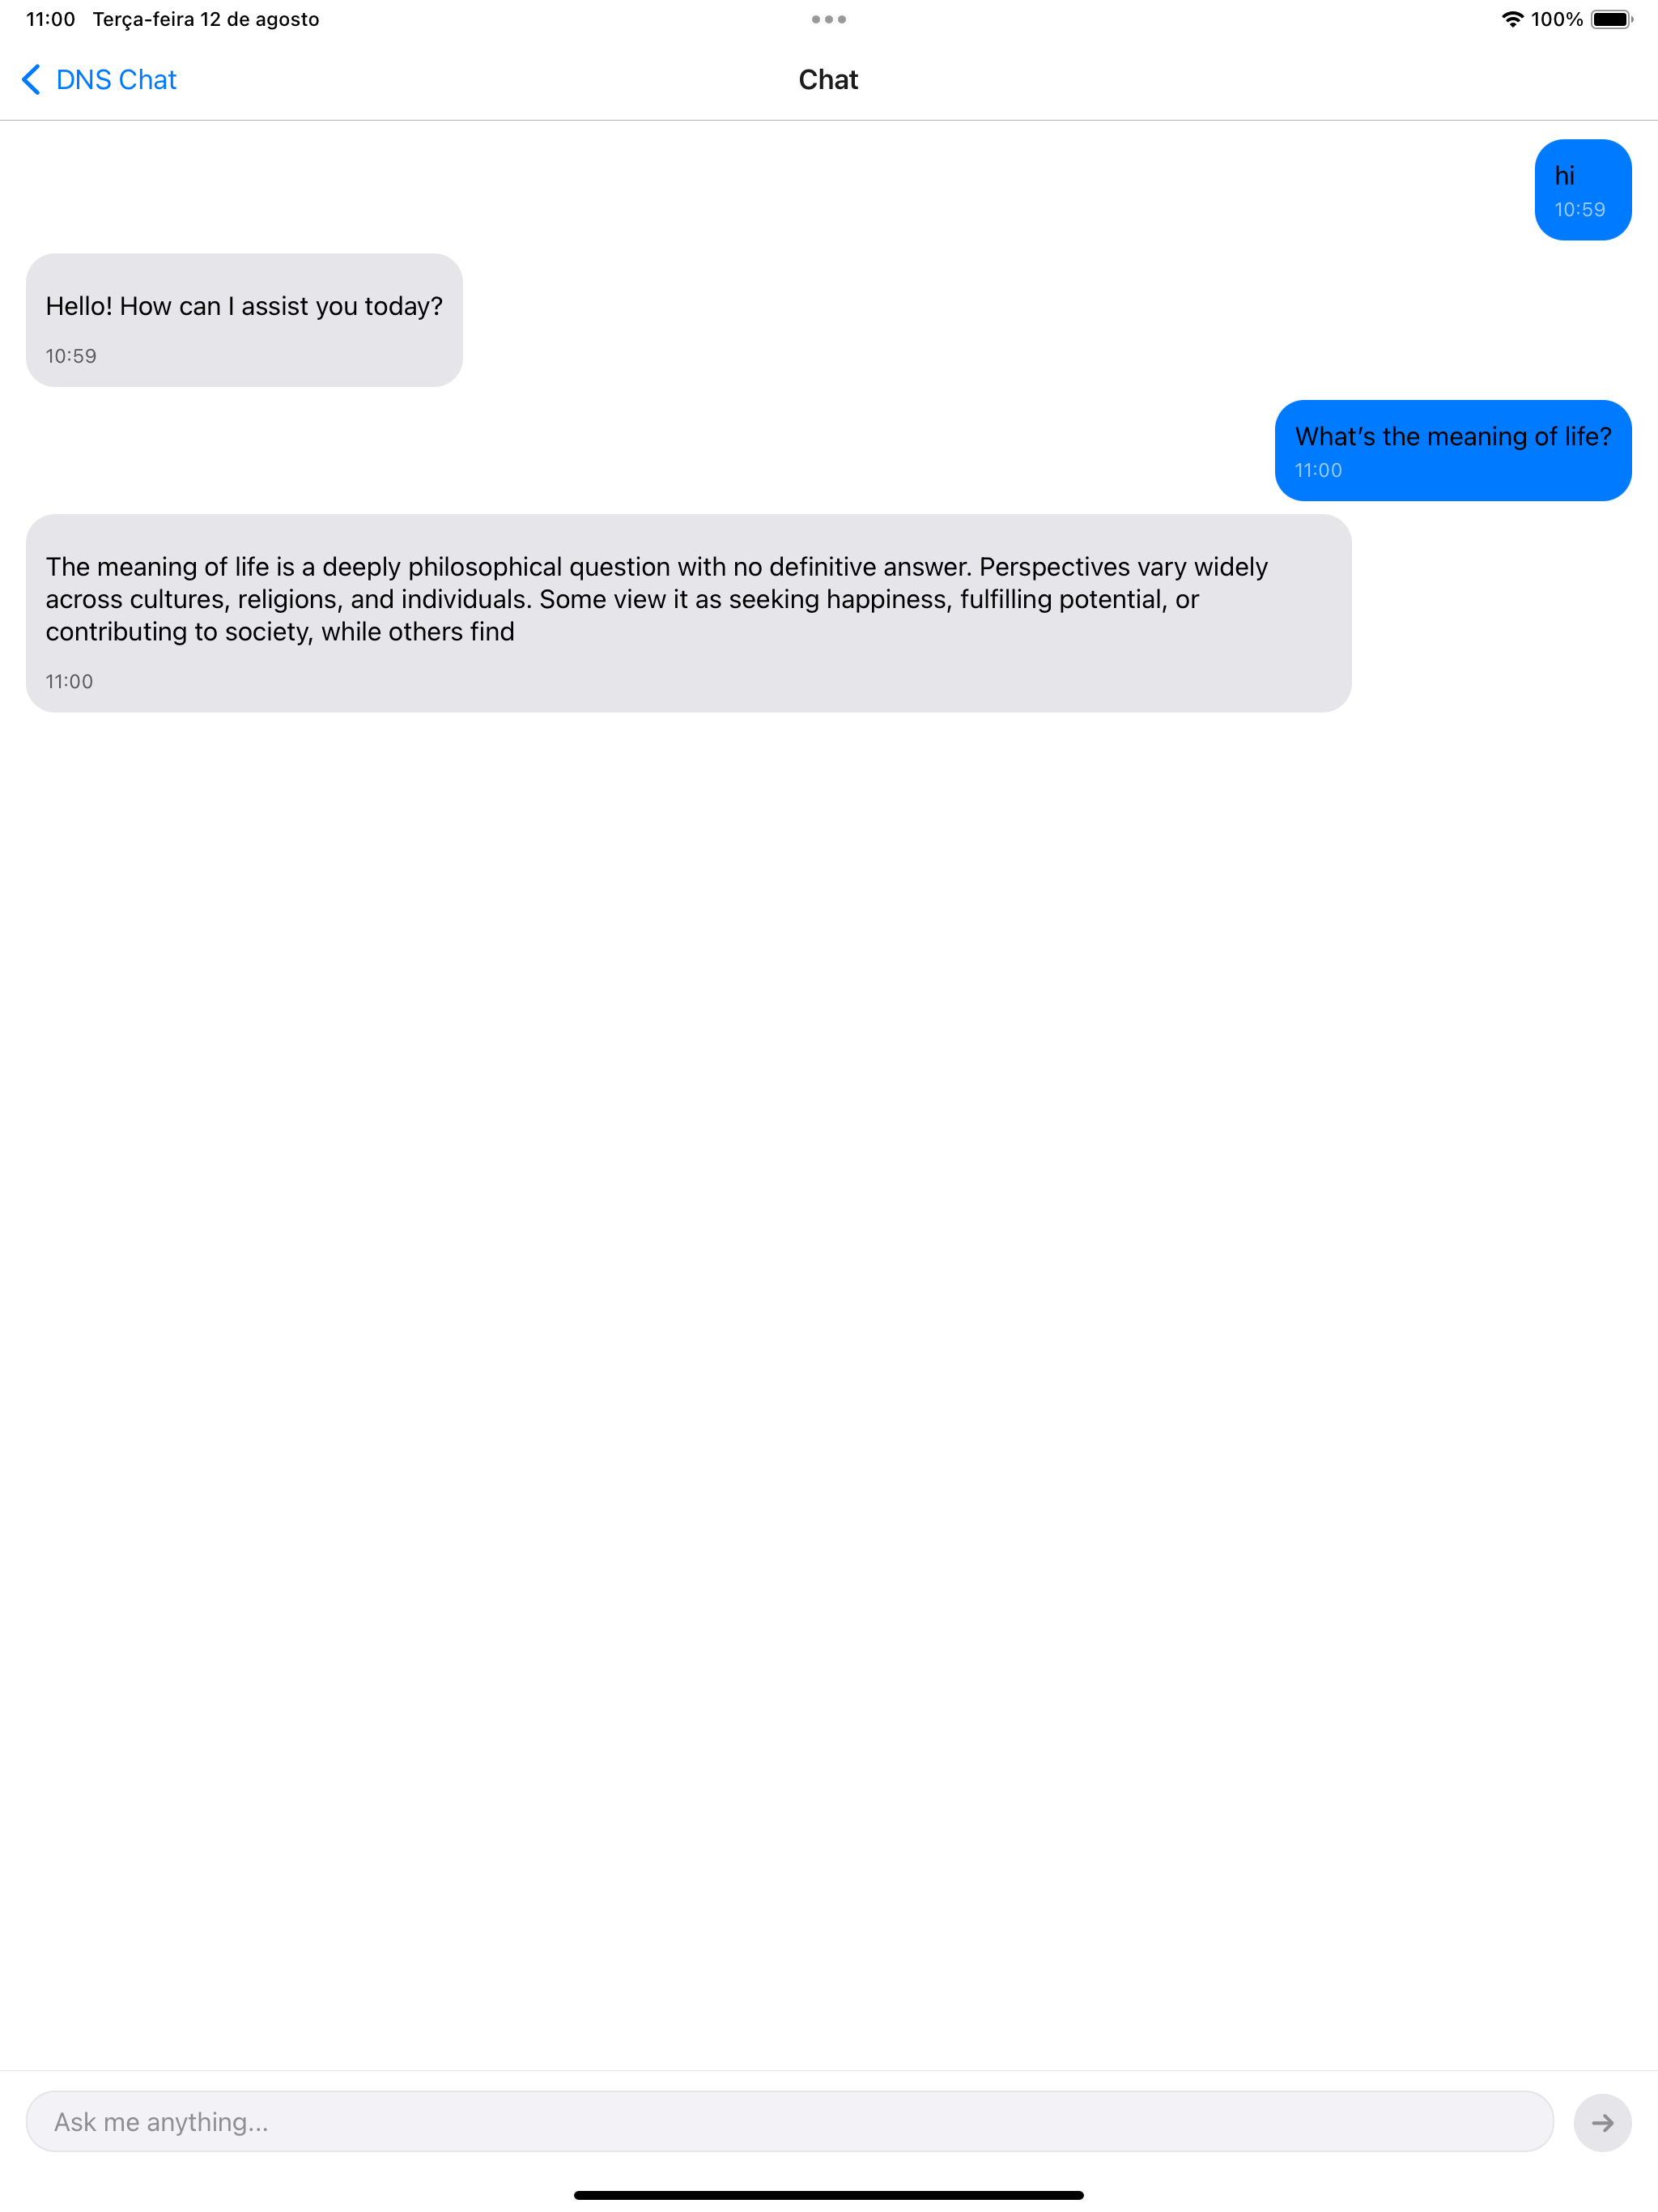 11:00 Terça-feira 12 de agosto
100%
DNS Chat
Chat
hi
10:59
Hello! How can I assist you today?
10:59
What’s the meaning of life?
11:00
The meaning of life is a deeply philosophical question with no definitive answer. Perspectives vary widely
across cultures, religions, and individuals. Some view it as seeking happiness, fulfilling potential, or
contributing to society, while others find
11:00
Ask me anything...